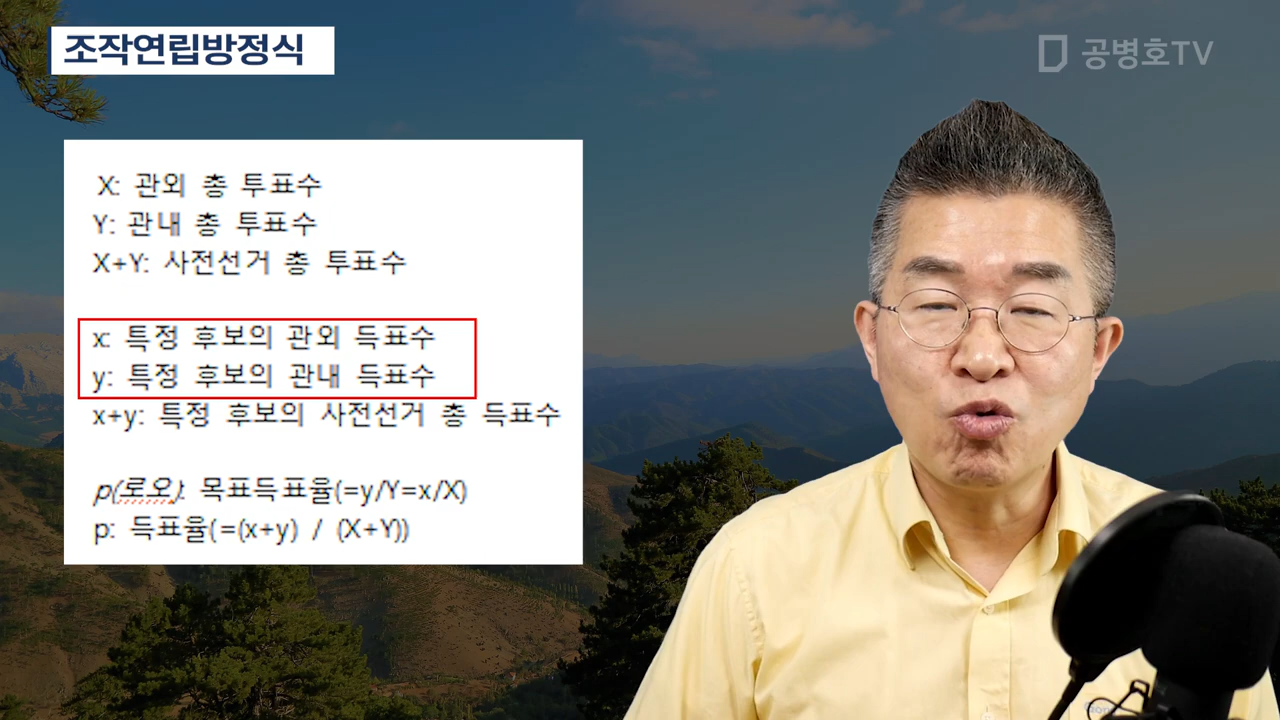 조작연립방정식
공병호TV
X: 관외 총 투표수
Y: 관내 총 투표수
X+Y: 사전선거 총 투표수
x: 특정 후보의 관외 득표수
y: 특정 후보의 관내 득표수
x+y: 특정 후보의 사전선거 총 득표수
p(로오): 목표득표율(=y/Y=x/X)
p: 득표율(=(x+y) / (X+Y))